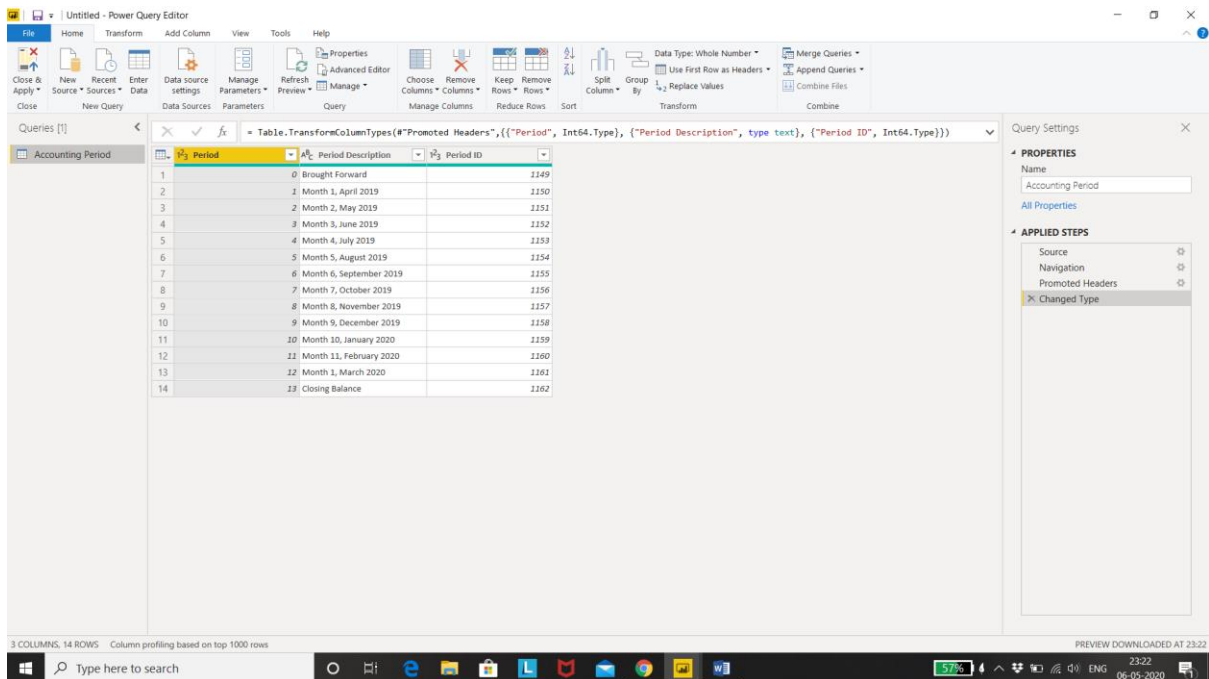 Untitled - Power Query Editor
File Home Transform Add Column View Tools Help
Close & Apply
New Source
Recent Sources
Enter Data
Data source settings
Manage Parameters
Refresh Preview
Properties
Advanced Editor
Manage
Choose Columns
Remove Columns
Keep Rows
Remove Rows
Split Column
Group By
Data Type: Whole Number
Use First Row as Headers
Replace Values
Merge Queries
Append Queries
Combine Files
Close New Query Data Sources Parameters Query Manage Columns Reduce Rows Sort Transform Combine
Queries [1]
Accounting Period
fx = Table.TransformColumnTypes(#"Promoted Headers",{{"Period", Int64.Type}, {"Period Description", type text}, {"Period ID", Int64.Type}})
1²3 Period ABC Period Description 1²3 Period ID
1 0 Brought Forward 1149
2 1 Month 1, April 2019 1150
3 2 Month 2, May 2019 1151
4 3 Month 3, June 2019 1152
5 4 Month 4, July 2019 1153
6 5 Month 5, August 2019 1154
7 6 Month 6, September 2019 1155
8 7 Month 7, October 2019 1156
9 8 Month 8, November 2019 1157
10 9 Month 9, December 2019 1158
11 10 Month 10, January 2020 1159
12 11 Month 11, February 2020 1160
13 12 Month 1, March 2020 1161
14 13 Closing Balance 1162
Query Settings
PROPERTIES
Name
Accounting Period
All Properties
APPLIED STEPS
Source
Navigation
Promoted Headers
Changed Type
3 COLUMNS, 14 ROWS Column profiling based on top 1000 rows
PREVIEW DOWNLOADED AT 23:22
Type here to search
57%
ENG
23:22
06-05-2020